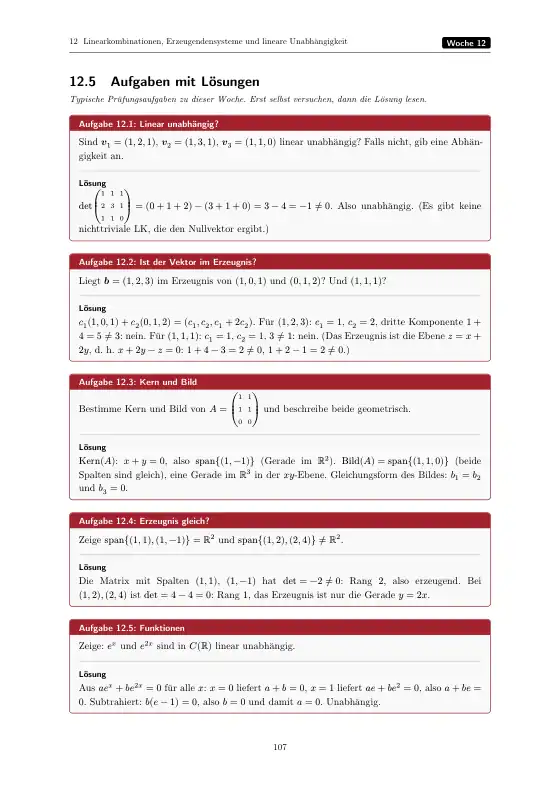 12 Linearkombinationen, Erzeugendensysteme und lineare Unabhängigkeit
Woche 12
12.5 Aufgaben mit Lösungen
Typische Prüfungsaufgaben zu dieser Woche. Erst selbst versuchen, dann die Lösung lesen.
Aufgabe 12.1: Linear unabhängig?
Sind v₁ = (1, 2, 1), v₂ = (1, 3, 1), v₃ = (1, 1, 0) linear unabhängig? Falls nicht, gib eine Abhän-
gigkeit an.
Lösung
1 1 1
det (2 3 1) = (0 + 1 + 2) − (3 + 1 + 0) = 3 − 4 = −1 ≠ 0. Also unabhängig. (Es gibt keine
1 1 0
nichttriviale LK, die den Nullvektor ergibt.)
Aufgabe 12.2: Ist der Vektor im Erzeugnis?
Liegt b = (1, 2, 3) im Erzeugnis von (1, 0, 1) und (0, 1, 2)? Und (1, 1, 1)?
Lösung
c₁(1, 0, 1) + c₂(0, 1, 2) = (c₁, c₂, c₁ + 2c₂). Für (1, 2, 3): c₁ = 1, c₂ = 2, dritte Komponente 1 +
4 = 5 ≠ 3: nein. Für (1, 1, 1): c₁ = 1, c₂ = 1, 3 ≠ 1: nein. (Das Erzeugnis ist die Ebene z = x +
2y, d. h. x + 2y − z = 0: 1 + 4 − 3 = 2 ≠ 0, 1 + 2 − 1 = 2 ≠ 0.)
Aufgabe 12.3: Kern und Bild
1 1
Bestimme Kern und Bild von A = (1 1) und beschreibe beide geometrisch.
0 0
Lösung
Kern(A): x + y = 0, also span{(1, −1)} (Gerade im ℝ²). Bild(A) = span{(1, 1, 0)} (beide
Spalten sind gleich), eine Gerade im ℝ³ in der xy-Ebene. Gleichungsform des Bildes: b₁ = b₂
und b₃ = 0.
Aufgabe 12.4: Erzeugnis gleich?
Zeige span{(1, 1), (1, −1)} = ℝ² und span{(1, 2), (2, 4)} ≠ ℝ².
Lösung
Die Matrix mit Spalten (1, 1), (1, −1) hat det = −2 ≠ 0: Rang 2, also erzeugend. Bei
(1, 2), (2, 4) ist det = 4 − 4 = 0: Rang 1, das Erzeugnis ist nur die Gerade y = 2x.
Aufgabe 12.5: Funktionen
Zeige: eˣ und e²ˣ sind in C(ℝ) linear unabhängig.
Lösung
Aus aeˣ + be²ˣ = 0 für alle x: x = 0 liefert a + b = 0, x = 1 liefert ae + be² = 0, also a + be =
0. Subtrahiert: b(e − 1) = 0, also b = 0 und damit a = 0. Unabhängig.
107